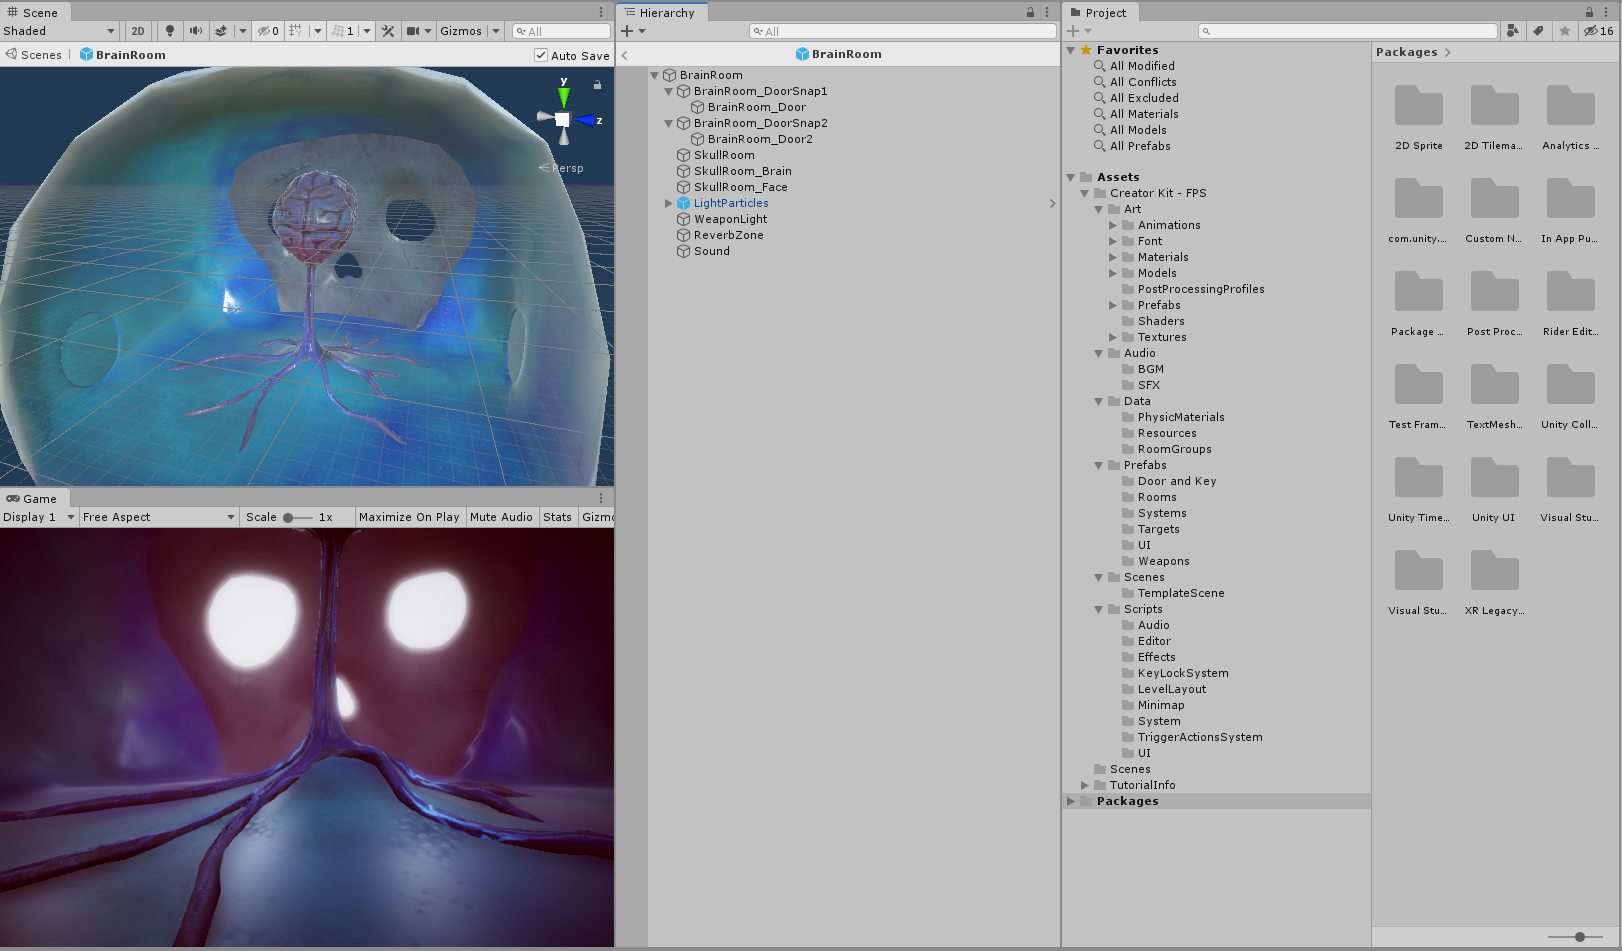 Scene
Shaded
2D
0
1
Gizmos
All
Scenes
BrainRoom
Auto Save
y
z
Persp
Game
Display 1
Free Aspect
Scale
1x
Maximize On Play
Mute Audio
Stats
Gizmo
Hierarchy
All
BrainRoom
BrainRoom
BrainRoom_DoorSnap1
BrainRoom_Door
BrainRoom_DoorSnap2
BrainRoom_Door2
SkullRoom
SkullRoom_Brain
SkullRoom_Face
LightParticles
WeaponLight
ReverbZone
Sound
Project
16
Favorites
All Modified
All Conflicts
All Excluded
All Materials
All Models
All Prefabs
Assets
Creator Kit - FPS
Art
Animations
Font
Materials
Models
PostProcessingProfiles
Prefabs
Shaders
Textures
Audio
BGM
SFX
Data
PhysicMaterials
Resources
RoomGroups
Prefabs
Door and Key
Rooms
Systems
Targets
UI
Weapons
Scenes
TemplateScene
Scripts
Audio
Editor
Effects
KeyLockSystem
LevelLayout
Minimap
System
TriggerActionsSystem
UI
Scenes
TutorialInfo
Packages
Packages
2D Sprite
2D Tilema...
Analytics ...
com.unity....
Custom N...
In App Pu...
Package ...
Post Proc...
Rider Edit...
Test Fram...
TextMesh...
Unity Coll...
Unity Time...
Unity UI
Visual Stu...
Visual Stu...
XR Legacy...